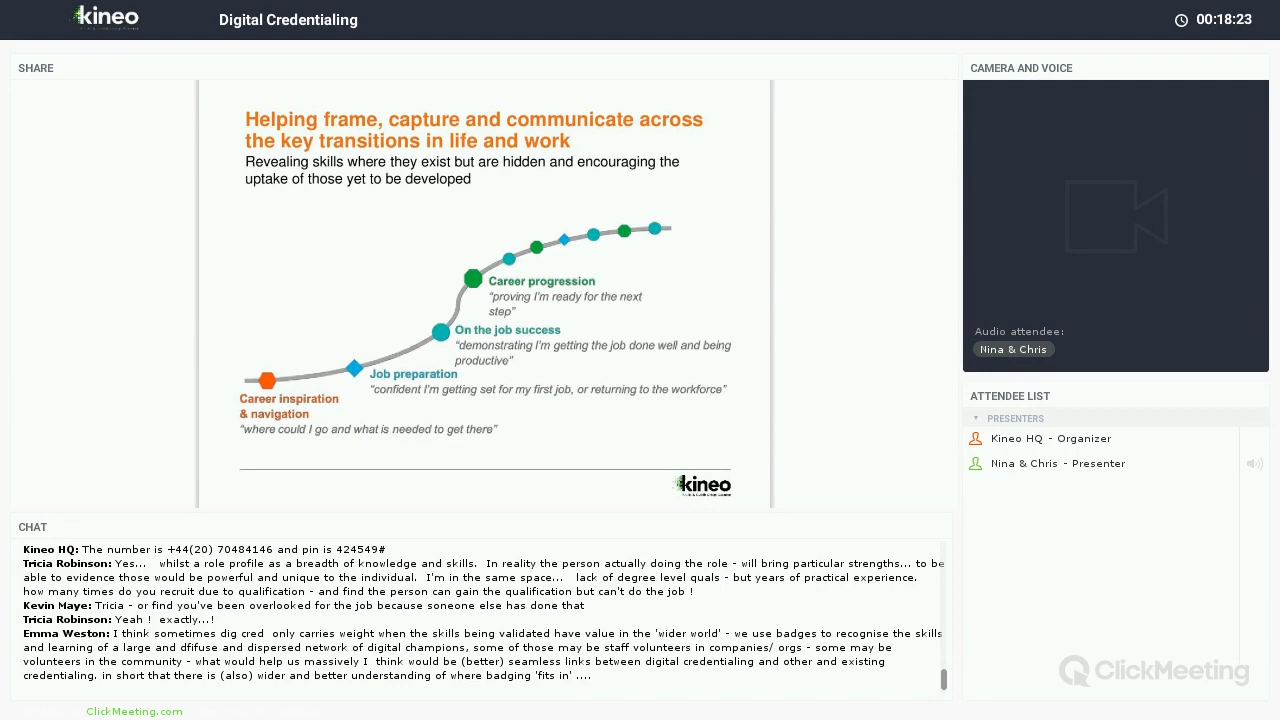 kineo
Digital Credentialing
00:18:23
SHARE
Helping frame, capture and communicate across
the key transitions in life and work
Revealing skills where they exist but are hidden and encouraging the
uptake of those yet to be developed
Career progression
“proving I’m ready for the next
step”
On the job success
“demonstrating I’m getting the job done well and being
productive”
Job preparation
“confident I’m getting set for my first job, or returning to the workforce”
Career inspiration
& navigation
“where could I go and what is needed to get there”
kineo
CAMERA AND VOICE
Audio attendee:
Nina & Chris
ATTENDEE LIST
PRESENTERS
Kineo HQ - Organizer
Nina & Chris - Presenter
CHAT
Kineo HQ: The number is +44(20) 70484146 and pin is 424549#
Tricia Robinson: Yes... whilst a role profile as a breadth of knowledge and skills. In reality the person actually doing the role - will bring particular strengths... to be
able to evidence those would be powerful and unique to the individual. I'm in the same space... lack of degree level quals - but years of practical experience.
how many times do you recruit due to qualification - and find the person can gain the qualification but can't do the job !
Kevin Maye: Tricia - or find you've been overlooked for the job because someone else has done that
Tricia Robinson: Yeah ! exactly...!
Emma Weston: I think sometimes dig cred only carries weight when the skills being validated have value in the 'wider world' - we use badges to recognise the skills
and learning of a large and dfifuse and dispersed network of digital champions, some of those may be staff volunteers in companies/ orgs - some may be
volunteers in the community - what would help us massively I think would be (better) seamless links between digital credentialing and other and existing
credentialing. in short that there is (also) wider and better understanding of where badging 'fits in' ....
ClickMeeting
ClickMeeting.com